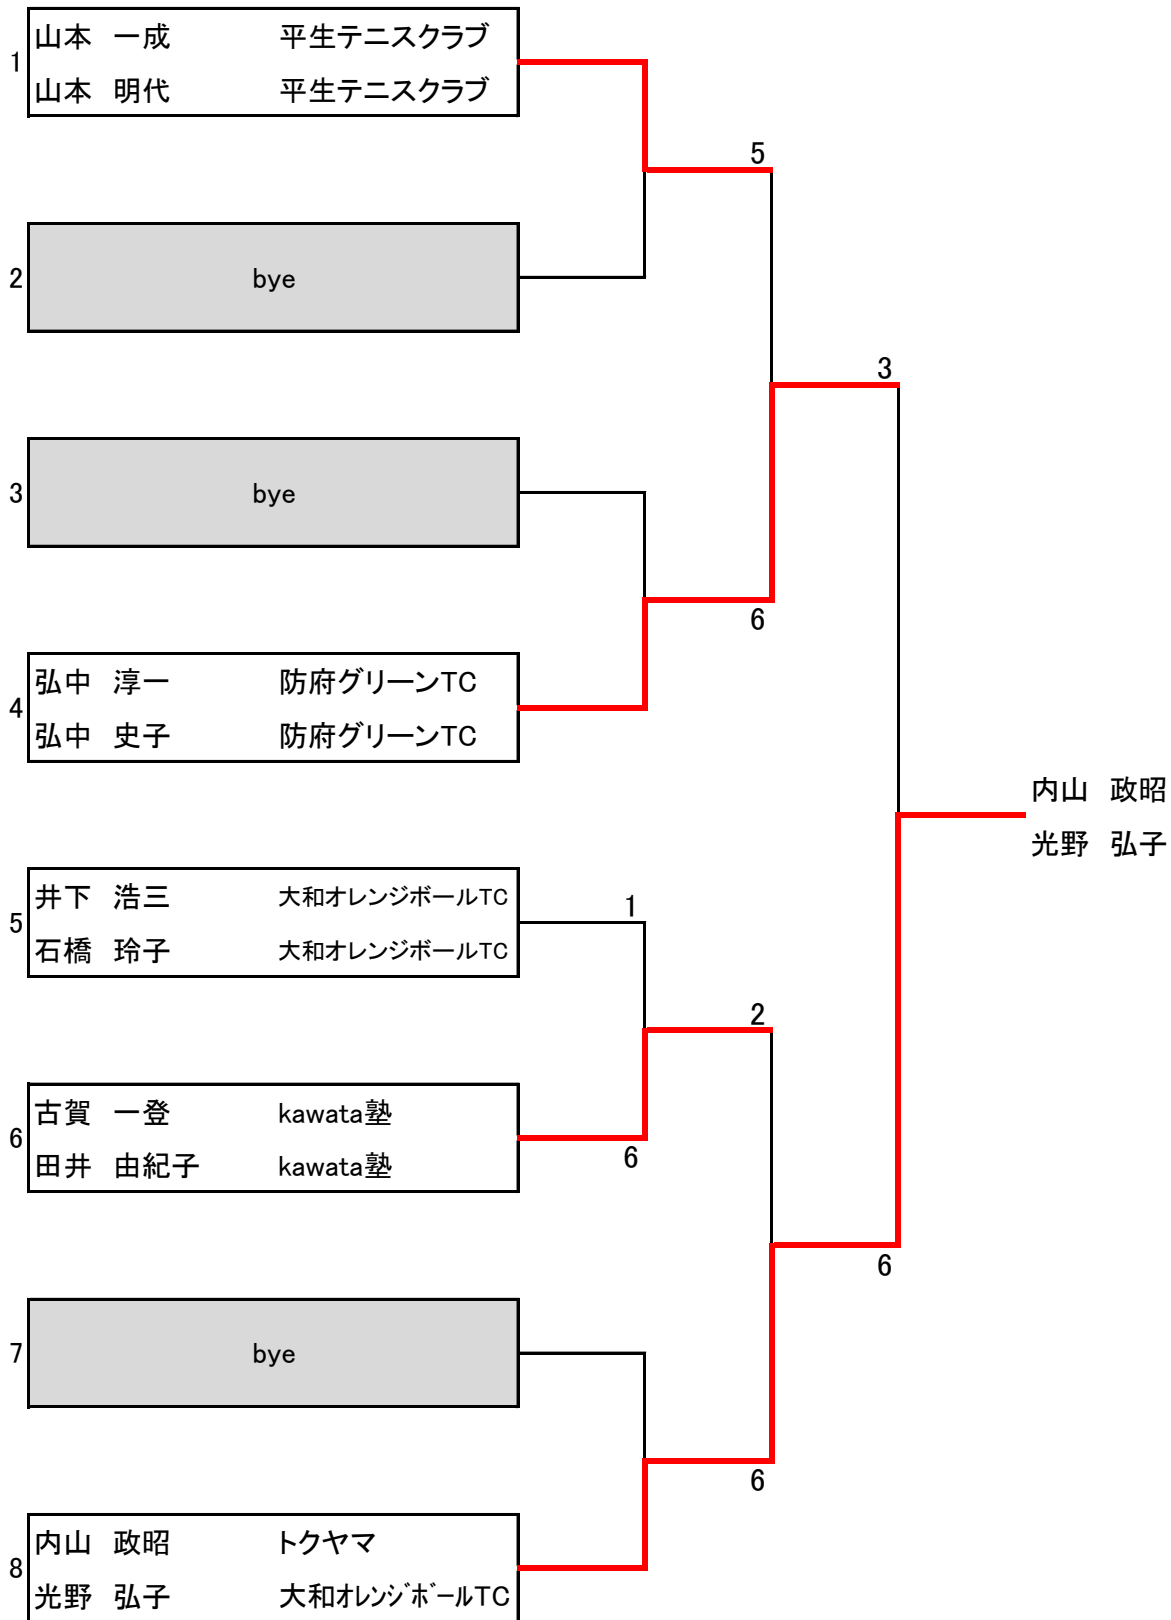 山本　一成　平生テニスクラブ
1
山本　明代　平生テニスクラブ
5
2
bye
3
3
bye
6
弘中　淳一　防府グリーンTC
4
弘中　史子　防府グリーンTC
内山　政昭
光野　弘子
井下　浩三　大和オレンジボールTC
1
5
石橋　玲子　大和オレンジボールTC
2
古賀　一登　kawata塾
6
田井　由紀子　kawata塾
6
6
7
bye
6
内山　政昭　トクヤマ
8
光野　弘子　大和オレンジボールTC